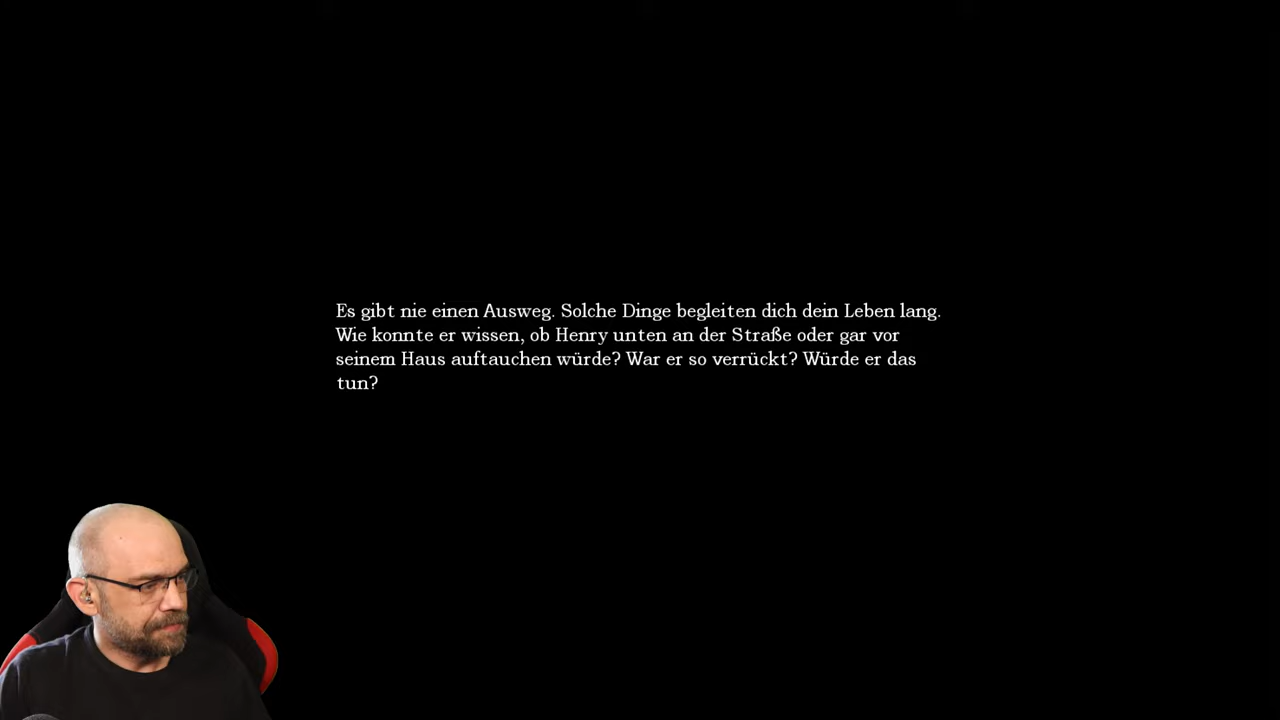 Es gibt nie einen Ausweg. Solche Dinge begleiten dich dein Leben lang.
Wie konnte er wissen, ob Henry unten an der Straße oder gar vor
seinem Haus auftauchen würde? War er so verrückt? Würde er das
tun?